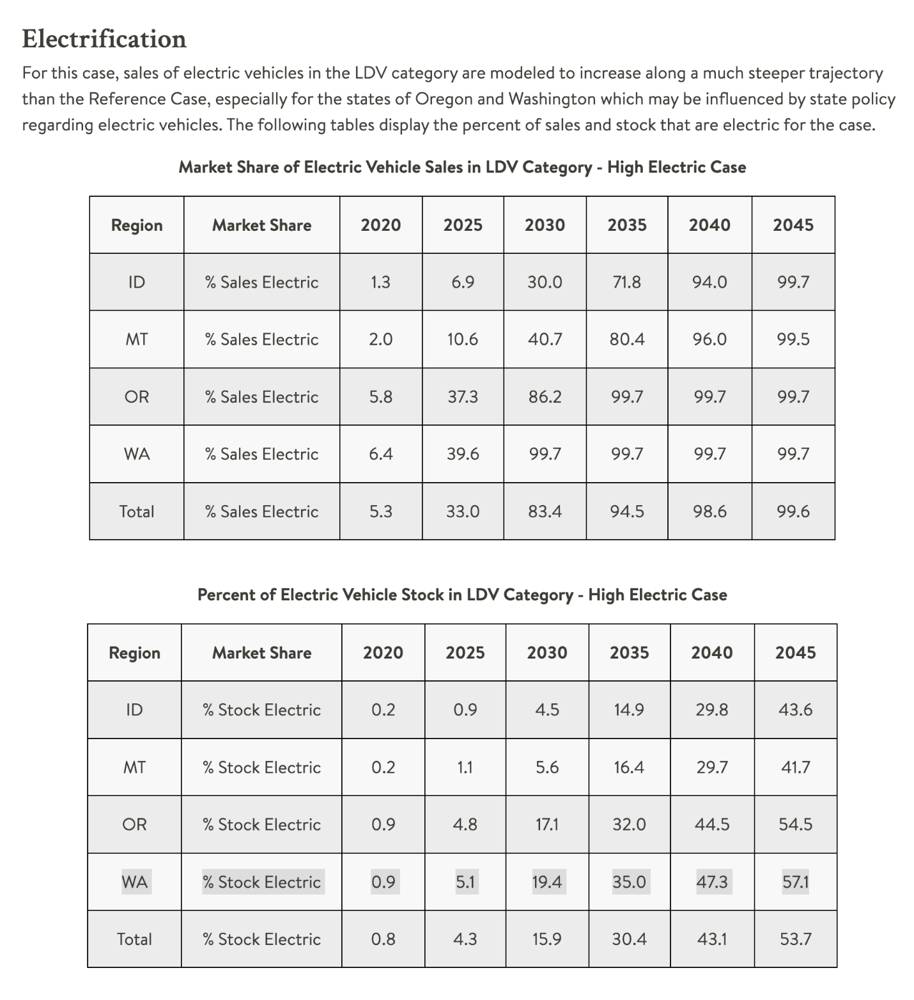 Electrification
For this case, sales of electric vehicles in the LDV category are modeled to increase along a much steeper trajectory
than the Reference Case, especially for the states of Oregon and Washington which may be influenced by state policy
regarding electric vehicles. The following tables display the percent of sales and stock that are electric for the case.
Market Share of Electric Vehicle Sales in LDV Category - High Electric Case
Region Market Share 2020 2025 2030 2035 2040 2045
ID % Sales Electric 1.3 6.9 30.0 71.8 94.0 99.7
MT % Sales Electric 2.0 10.6 40.7 80.4 96.0 99.5
OR % Sales Electric 5.8 37.3 86.2 99.7 99.7 99.7
WA % Sales Electric 6.4 39.6 99.7 99.7 99.7 99.7
Total % Sales Electric 5.3 33.0 83.4 94.5 98.6 99.6
Percent of Electric Vehicle Stock in LDV Category - High Electric Case
Region Market Share 2020 2025 2030 2035 2040 2045
ID % Stock Electric 0.2 0.9 4.5 14.9 29.8 43.6
MT % Stock Electric 0.2 1.1 5.6 16.4 29.7 41.7
OR % Stock Electric 0.9 4.8 17.1 32.0 44.5 54.5
WA % Stock Electric 0.9 5.1 19.4 35.0 47.3 57.1
Total % Stock Electric 0.8 4.3 15.9 30.4 43.1 53.7